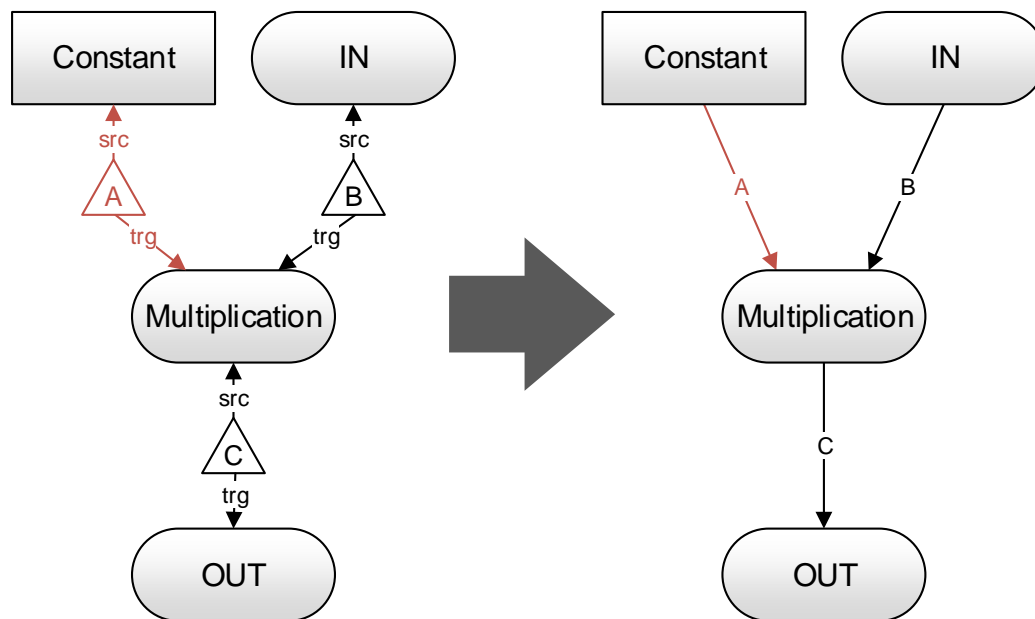 Constant
IN
src
src
A
B
trg
trg
Multiplication
src
C
trg
OUT
Constant
IN
A
B
Multiplication
C
OUT